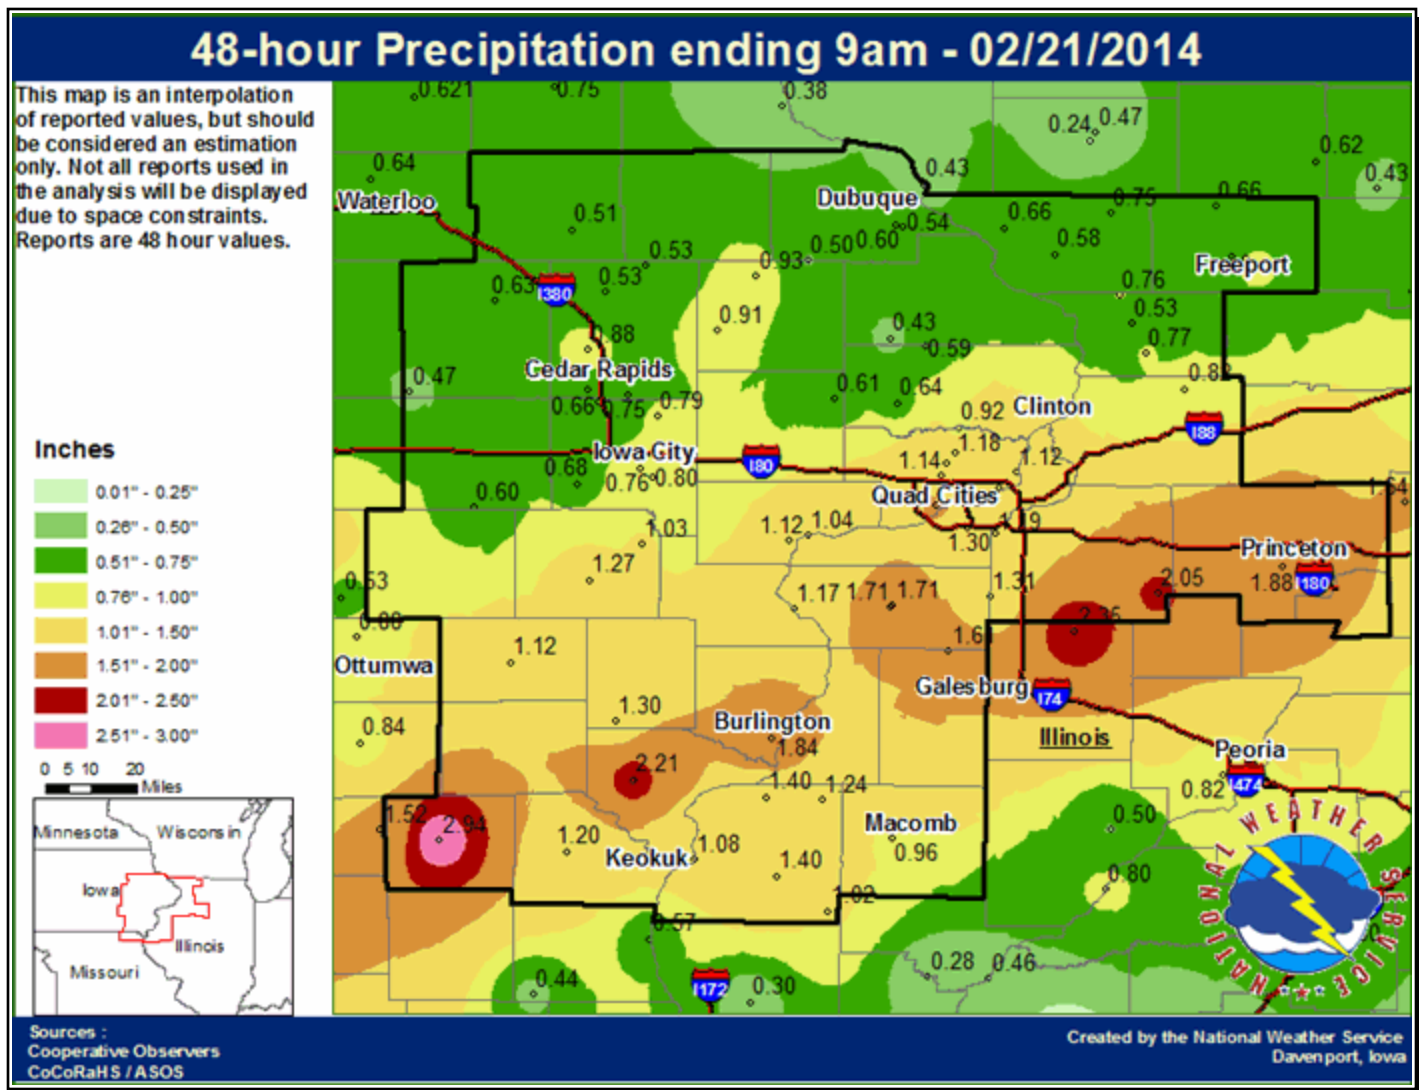 48-hour Precipitation ending 9am - 02/21/2014
This map is an interpolation
of reported values, but should
be considered an estimation
only. Not all reports used in
the analysis will be displayed
due to space constraints.
Reports are 48 hour values.
0.621 0.75 0.38
0.24 0.47
0.62
0.64 0.43 0.43
Waterloo Dubuque 0.75 0.66
0.51 0.54 0.66
0.53 0.93 0.50 0.60 0.58
Freeport
0.63 I380 0.53 0.76
0.91 0.43 0.53
0.88 0.59 0.77
Cedar Rapids
0.47 0.61 0.64
0.66 0.75 0.79 0.92 Clinton
I88
Inches
Iowa City I80 1.14 1.18 1.12
0.01" - 0.25"
0.68 0.76 0.80
0.60 Quad Cities
0.26" - 0.50"
1.03 1.12 1.04 1.30
Princeton
0.51" - 0.75"
1.27 1.31 2.05 1.88 I180
0.53 1.17 1.71 1.71
0.76" - 1.00"
1.01" - 1.50"
1.12
Ottumwa
1.51" - 2.00"
Galesburg I74
2.01" - 2.50"
1.30 Burlington
0.84 Illinois
2.51" - 3.00"
1.84 Peoria
0 5 10 20
Miles
2.21 1.40 1.24 0.82 I474
1.52 2.94 0.50
Macomb
1.20 1.08 0.96
Keokuk 1.40
0.80
Minnesota Wisconsin
Iowa
Illinois
Missouri
0.57
0.44 I172 0.30 0.28 0.46
NATIONAL WEATHER SERVICE
Sources :
Cooperative Observers
CoCoRaHS / ASOS
Created by the National Weather Service
Davenport, Iowa